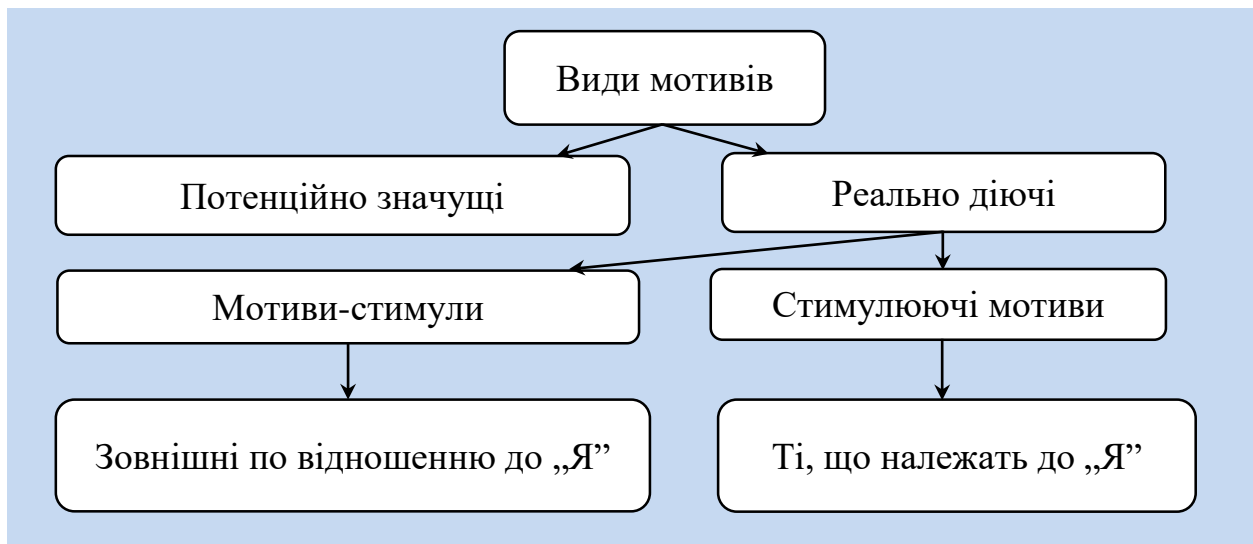 Види мотивів
Потенційно значущі
Реально діючі
Мотиви-стимули
Стимулюючі мотиви
Зовнішні по відношенню до „Я”
Ті, що належать до „Я”